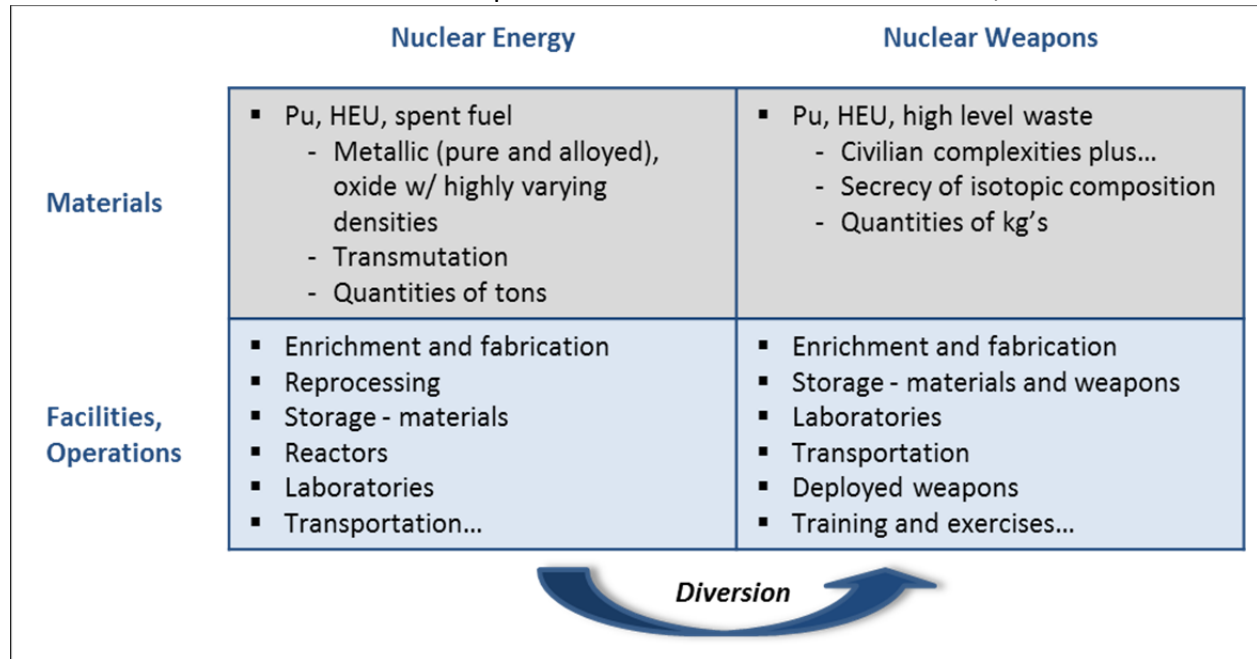 Nuclear Energy
Nuclear Weapons
Materials
▪ Pu, HEU, spent fuel
- Metallic (pure and alloyed),
oxide w/ highly varying
densities
- Transmutation
- Quantities of tons
▪ Pu, HEU, high level waste
- Civilian complexities plus…
- Secrecy of isotopic composition
- Quantities of kg’s
Facilities,
Operations
▪ Enrichment and fabrication
▪ Reprocessing
▪ Storage - materials
▪ Reactors
▪ Laboratories
▪ Transportation…
▪ Enrichment and fabrication
▪ Storage - materials and weapons
▪ Laboratories
▪ Transportation
▪ Deployed weapons
▪ Training and exercises…
Diversion